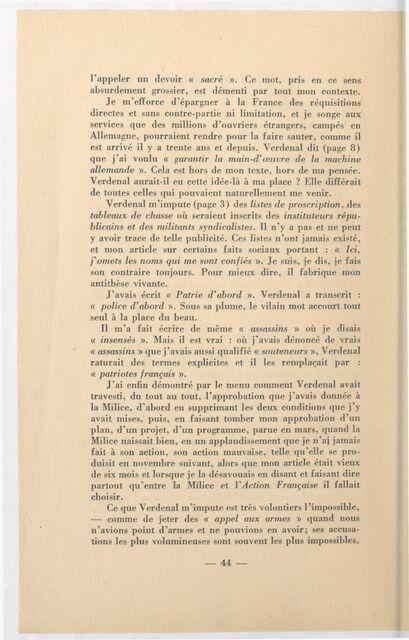 l'appeler un devoir « sacré ». Ce mot, pris en ce sens
absurdement grossier, est démenti par tout mon contexte.
Je m'efforce d'épargner à la France des réquisitions
directes et sans contre-partie ni limitation, et je songe aux
services que des millions d'ouvriers étrangers, campés en
Allemagne, pourraient rendre pour la faire sauter, comme il
est arrivé il y a trente ans et depuis. Verdenal dit (page 8)
que j'ai voulu « garantir la main-d'œuvre de la machine
allemande ». Cela est hors de mon texte, hors de ma pensée.
Verdenal aurait-il eu cette idée-là à ma place ? Elle différait
de toutes celles qui pouvaient naturellement me venir.
Verdenal m'impute (page 3) des listes de proscription, des
tableaux de chasse où seraient inscrits des instituteurs répu-
blicains et des militants syndicalistes. Il n'y a pas et ne peut
y avoir trace de telle publicité. Ces listes n'ont jamais existé,
et mon article sur certains faits sociaux portant : « Ici,
j'omets les noms qui me sont confiés ». Je suis, je dis, je fais
son contraire toujours. Pour mieux dire, il fabrique mon
antithèse vivante.
J'avais écrit « Patrie d'abord ». Verdenal a transcrit :
« police d'abord ». Sous sa plume, le vilain mot accourt tout
seul à la place du beau.
Il m'a fait écrire de même « assassins » où je disais
« insensés ». Mais il est vrai : où j'avais dénoncé de vrais
« assassins » que j'avais aussi qualifié « souteneurs », Verdenal
raturait des termes explicites et il les remplaçait par :
« patriotes français ».
J'ai enfin démontré par le menu comment Verdenal avait
travesti, du tout au tout, l'approbation que j'avais donnée à
la Milice, d'abord en supprimant les deux conditions que j'y
avait mises, puis, en faisant tomber mon approbation d'un
plan, d'un projet, d'un programme, parue en mars, quand la
Milice naissait bien, en un applaudissement que je n'ai jamais
fait à son action, son action mauvaise, telle qu'elle se pro-
duisit en novembre suivant, alors que mon article était vieux
de six mois et lorsque je la désavouais en disant et faisant dire
partout qu'entre la Milice et l'Action Française il fallait
choisir.
Ce que Verdenal m'impute est très volontiers l'impossible,
— comme de jeter des « appel aux armes » quand nous
n'avions point d'armes et ne pouvions en avoir; ses accusa-
tions les plus volumineuses sont souvent les plus impossibles,
— 44 —